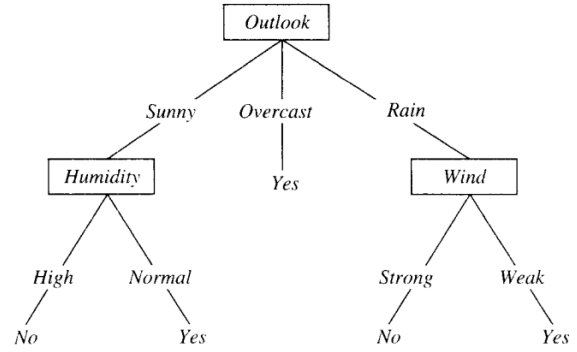 Outlook
Sunny Overcast Rain
Humidity Yes Wind
High Normal Strong Weak
No Yes No Yes